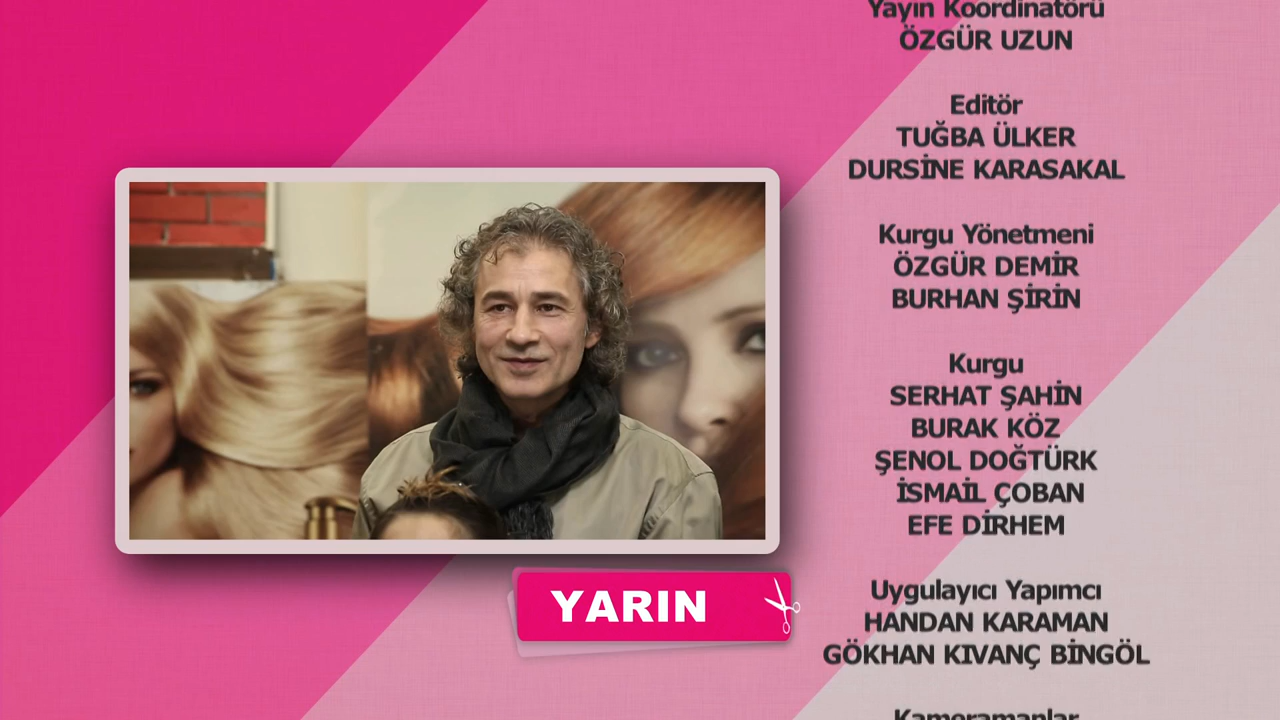 Yayın Koordinatörü
ÖZGÜR UZUN
Editör
TUĞBA ÜLKER
DURSİNE KARASAKAL
Kurgu Yönetmeni
ÖZGÜR DEMİR
BURHAN ŞİRİN
Kurgu
SERHAT ŞAHİN
BURAK KÖZ
ŞENOL DOĞTÜRK
İSMAİL ÇOBAN
EFE DİRHEM
Uygulayıcı Yapımcı
HANDAN KARAMAN
GÖKHAN KIVANÇ BİNGÖL
Kameramanlar
YARIN